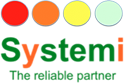 Systemi
The reliable partner